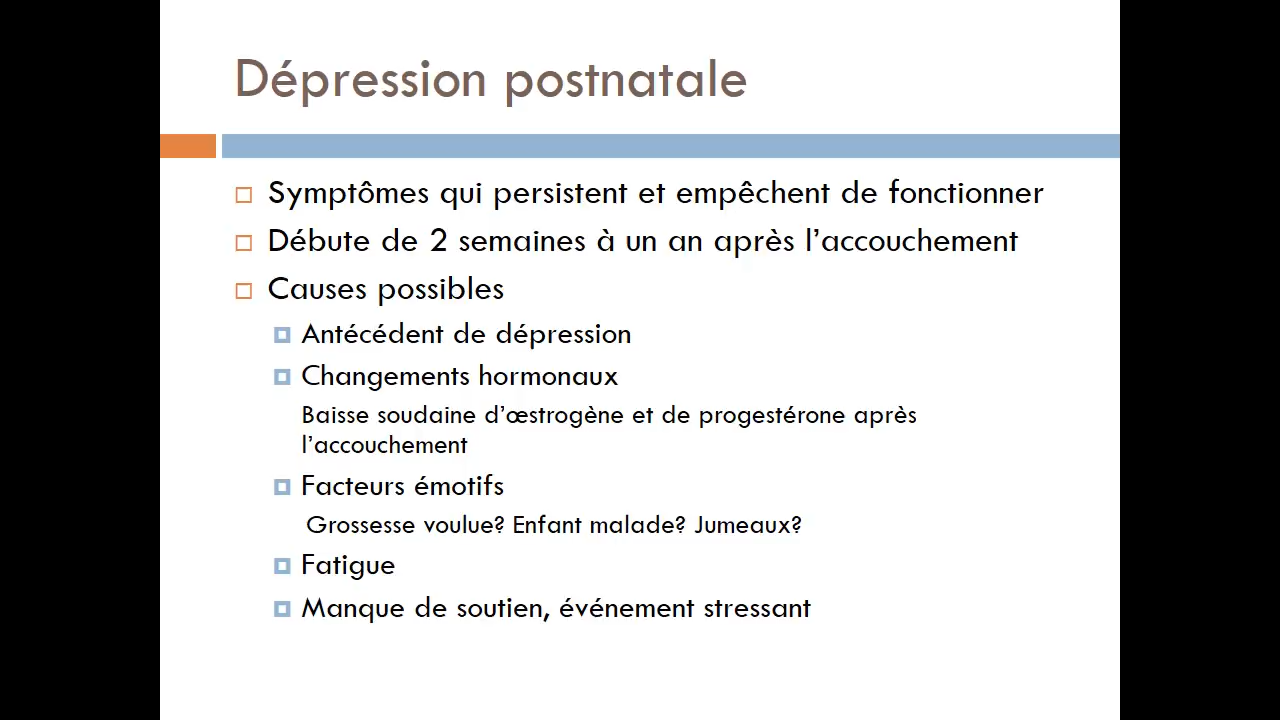 Dépression postnatale
Symptômes qui persistent et empêchent de fonctionner
Débute de 2 semaines à un an après l’accouchement
Causes possibles
Antécédent de dépression
Changements hormonaux
Baisse soudaine d’œstrogène et de progestérone après
l’accouchement
Facteurs émotifs
Grossesse voulue? Enfant malade? Jumeaux?
Fatigue
Manque de soutien, événement stressant